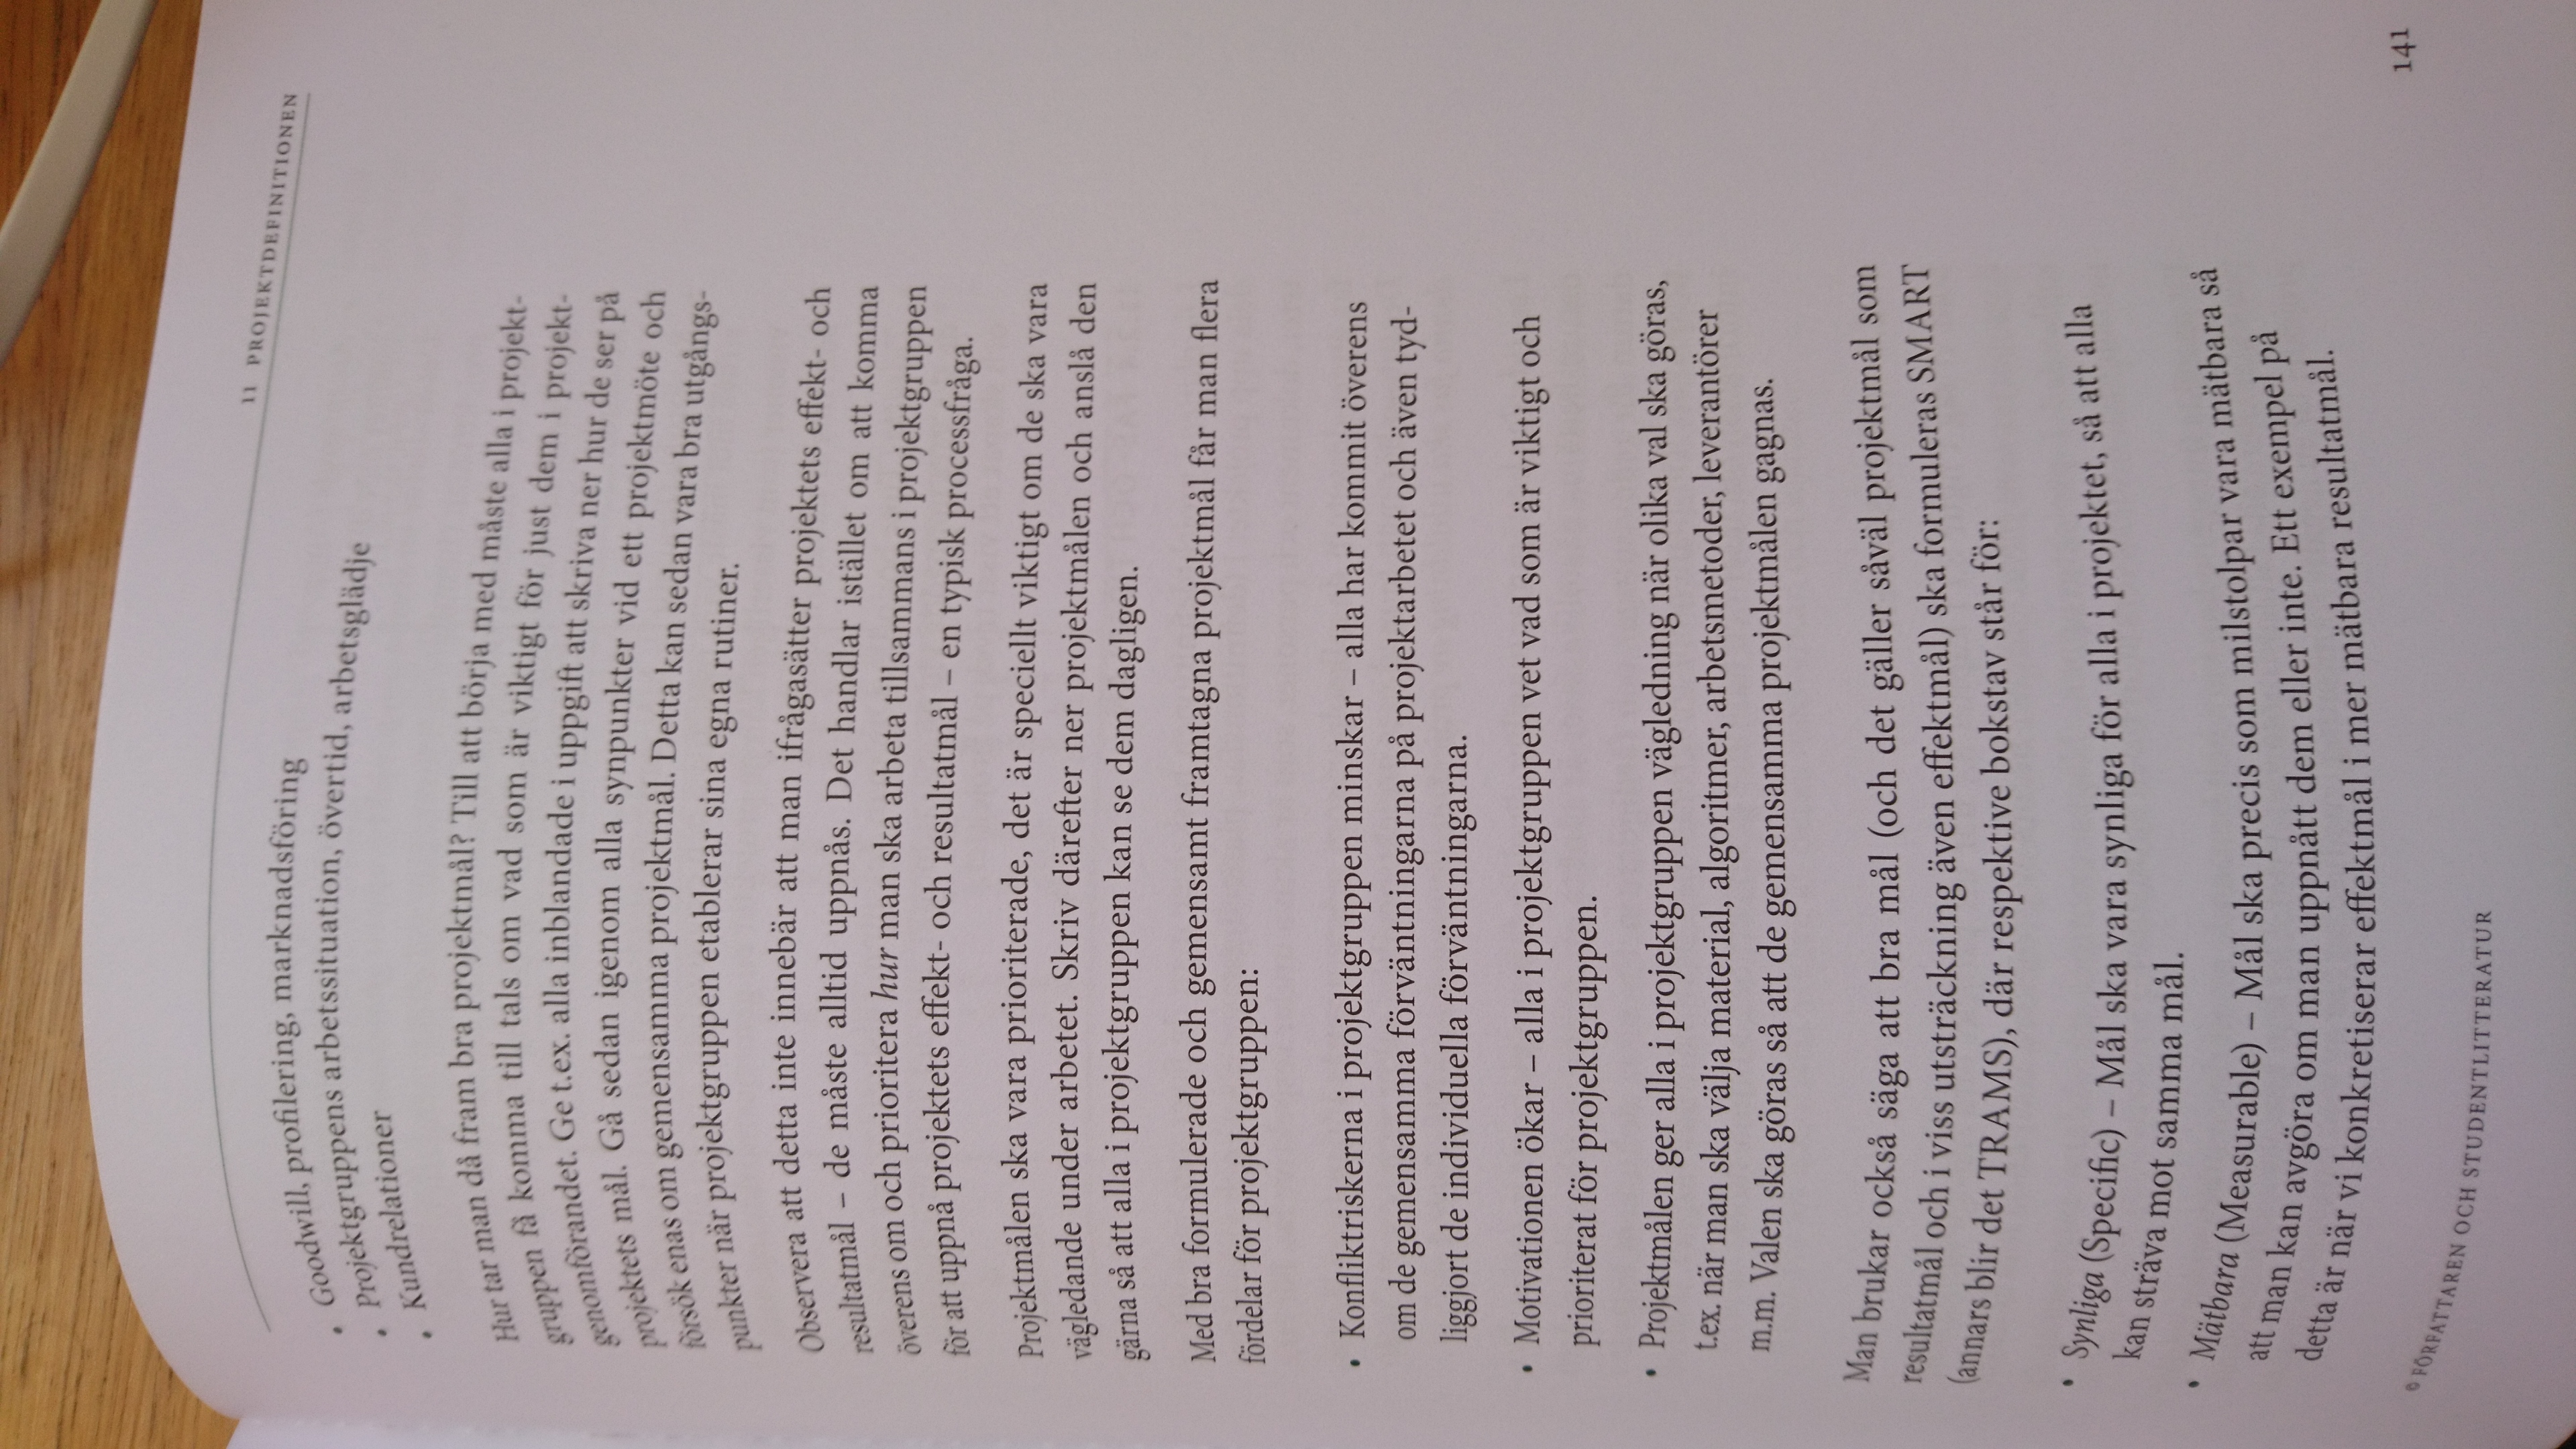 11 PROJEKTDEFINITIONEN
• Goodwill, profilering, marknadsföring
• Projektgruppens arbetssituation, övertid, arbetsglädje
• Kundrelationer
Hur tar man då fram bra projektmål? Till att börja med måste alla i projekt-
gruppen få komma till tals om vad som är viktigt för just dem i projekt-
genomförandet. Ge t.ex. alla inblandade i uppgift att skriva ner hur de ser på
projektets mål. Gå sedan igenom alla synpunkter vid ett projektmöte och
försök enas om gemensamma projektmål. Detta kan sedan vara bra utgångs-
punkter när projektgruppen etablerar sina egna rutiner.
Observera att detta inte innebär att man ifrågasätter projektets effekt- och
resultatmål – de måste alltid uppnås. Det handlar istället om att komma
överens om och prioritera hur man ska arbeta tillsammans i projektgruppen
för att uppnå projektets effekt- och resultatmål – en typisk processfråga.
Projektmålen ska vara prioriterade, det är speciellt viktigt om de ska vara
vägledande under arbetet. Skriv därefter ner projektmålen och anslå den
gärna så att alla i projektgruppen kan se dem dagligen.
Med bra formulerade och gemensamt framtagna projektmål får man flera
fördelar för projektgruppen:
• Konfliktriskerna i projektgruppen minskar – alla har kommit överens
om de gemensamma förväntningarna på projektarbetet och även tyd-
liggjort de individuella förväntningarna.
• Motivationen ökar – alla i projektgruppen vet vad som är viktigt och
prioriterat för projektgruppen.
• Projektmålen ger alla i projektgruppen vägledning när olika val ska göras,
t.ex. när man ska välja material, algoritmer, arbetsmetoder, leverantörer
m.m. Valen ska göras så att de gemensamma projektmålen gagnas.
Man brukar också säga att bra mål (och det gäller såväl projektmål som
resultatmål och i viss utsträckning även effektmål) ska formuleras SMART
(annars blir det TRAMS), där respektive bokstav står för:
• Synliga (Specific) – Mål ska vara synliga för alla i projektet, så att alla
kan sträva mot samma mål.
• Mätbara (Measurable) – Mål ska precis som milstolpar vara mätbara så
att man kan avgöra om man uppnått dem eller inte. Ett exempel på
detta är när vi konkretiserar effektmål i mer mätbara resultatmål.
© FÖRFATTAREN OCH STUDENTLITTERATUR
141